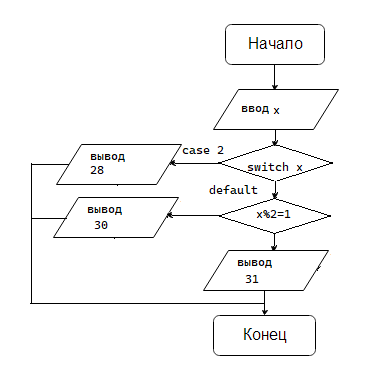 Начало
ввод x
case 2
вывод
28
switch x
default
вывод
30
x%2=1
вывод
31
Конец